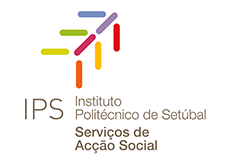 IPS Instituto
Politécnico de Setúbal
Serviços de
Acção Social